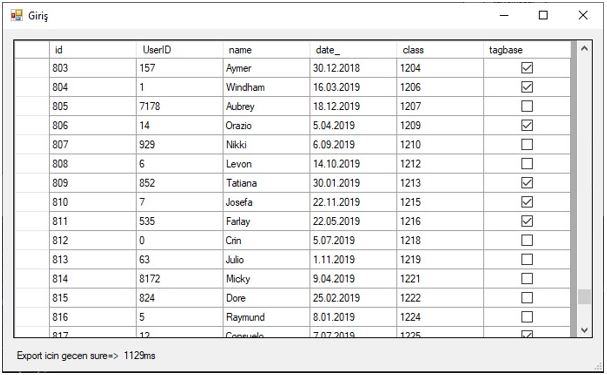 Giriş
id UserID name date_ class tagbase
803 157 Aymer 30.12.2018 1204
804 1 Windham 16.03.2019 1206
805 7178 Aubrey 18.12.2019 1207
806 14 Orazio 5.04.2019 1209
807 929 Nikki 6.09.2019 1210
808 6 Levon 14.10.2019 1212
809 852 Tatiana 30.01.2019 1213
810 7 Josefa 22.11.2019 1215
811 535 Farlay 22.05.2019 1216
812 0 Crin 5.07.2019 1218
813 63 Julio 1.11.2019 1219
814 8172 Micky 9.04.2019 1221
815 824 Dore 25.02.2019 1222
816 5 Raymund 8.01.2019 1224
817 12 Consuelo 7.07.2019 1225
Export icin gecen sure=> 1129ms